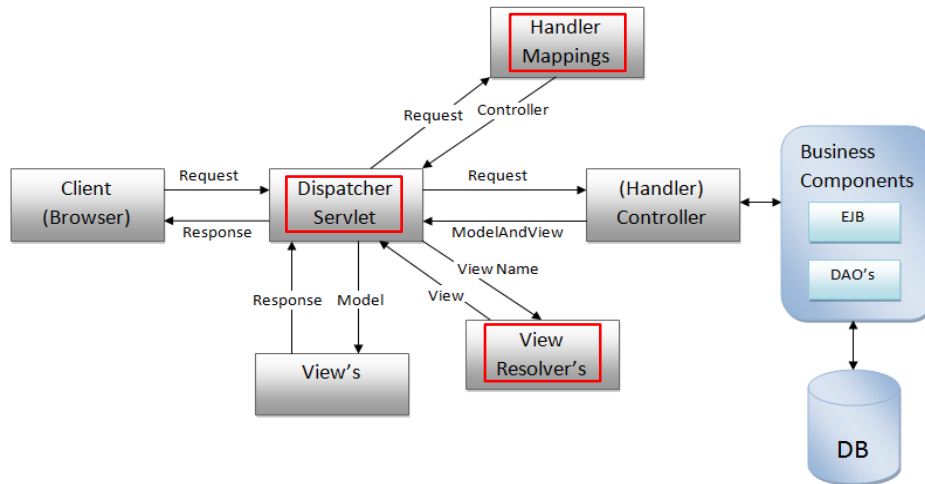 Handler
Mappings
Request
Controller
Business
Components
Client
(Browser)
Request
Dispatcher
Servlet
Request
(Handler)
Controller
EJB
Response
ModelAndView
View Name
DAO's
Response
Model
View
View
Resolver's
View's
DB